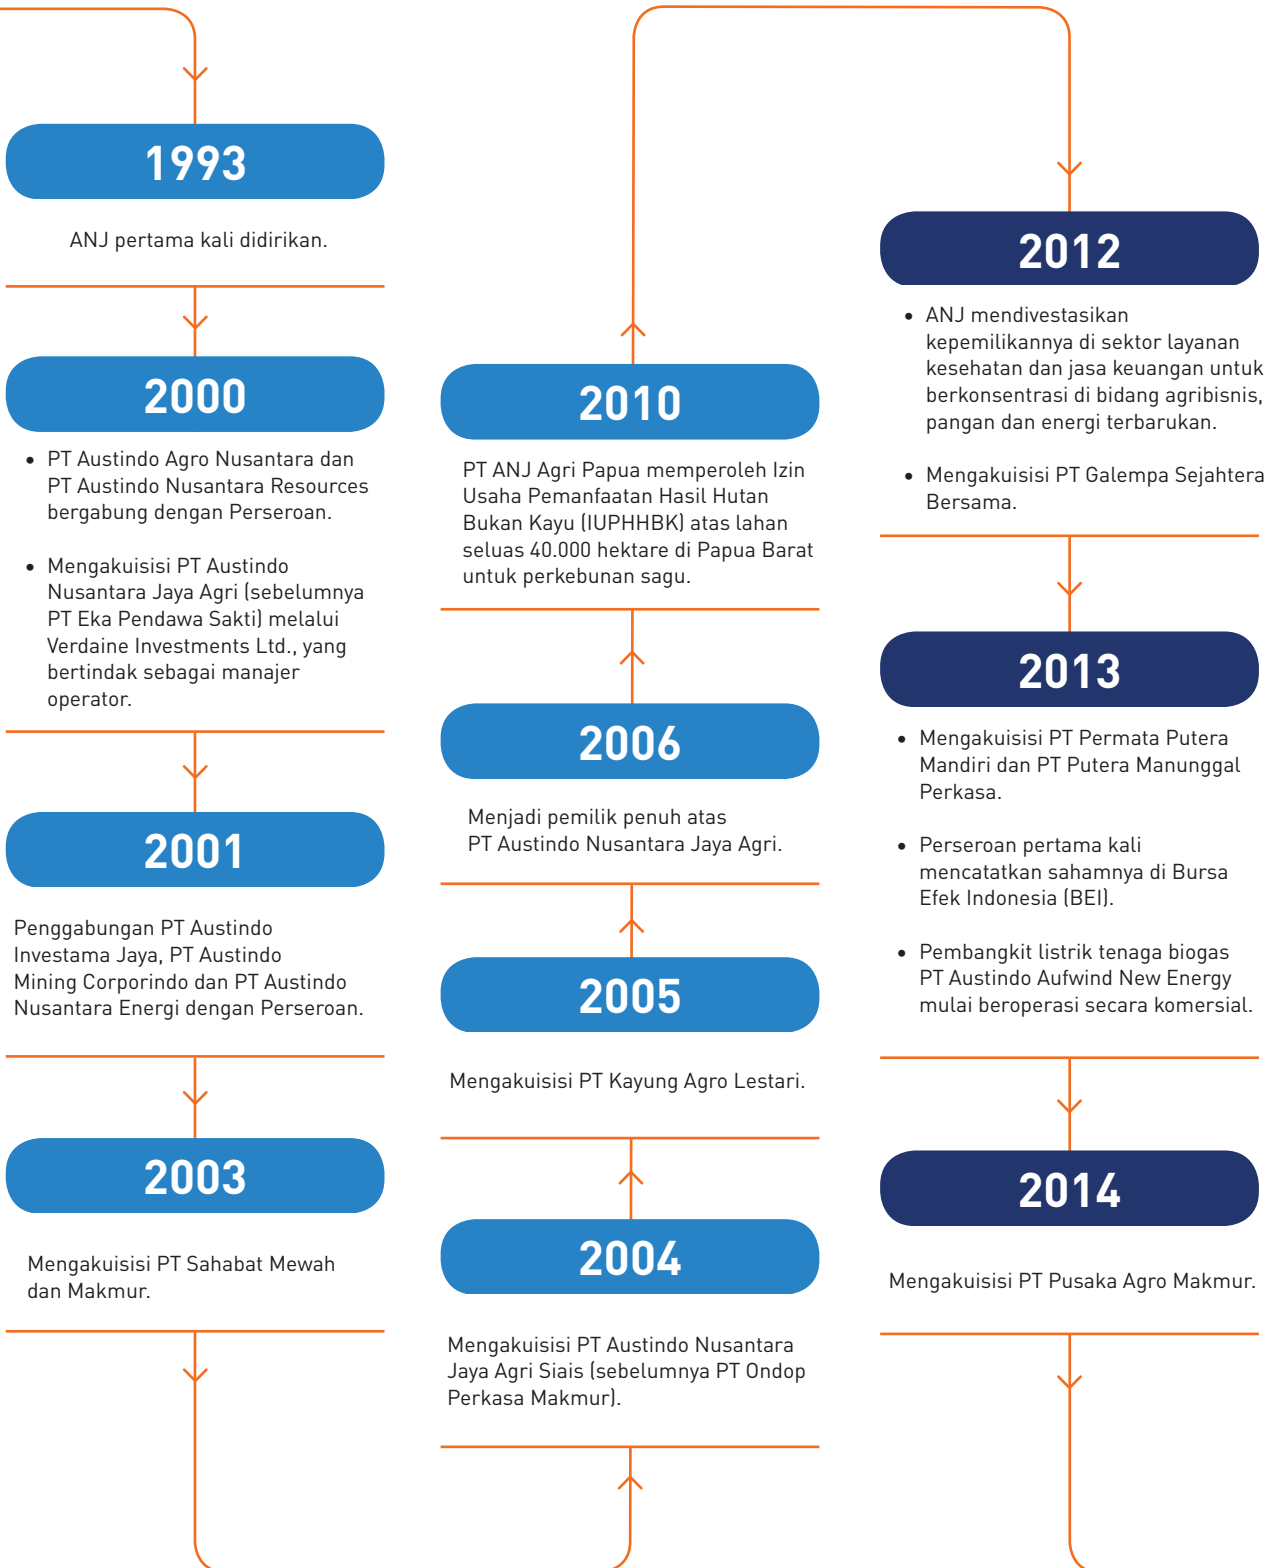 1993
ANJ pertama kali didirikan.
2000
• PT Austindo Agro Nusantara dan
PT Austindo Nusantara Resources
bergabung dengan Perseroan.
• Mengakuisisi PT Austindo
Nusantara Jaya Agri (sebelumnya
PT Eka Pendawa Sakti) melalui
Verdaine Investments Ltd., yang
bertindak sebagai manajer
operator.
2001
Penggabungan PT Austindo
Investama Jaya, PT Austindo
Mining Corporindo dan PT Austindo
Nusantara Energi dengan Perseroan.
2003
Mengakuisisi PT Sahabat Mewah
dan Makmur.
2004
Mengakuisisi PT Austindo Nusantara
Jaya Agri Siais (sebelumnya PT Ondop
Perkasa Makmur).
2005
Mengakuisisi PT Kayung Agro Lestari.
2006
Menjadi pemilik penuh atas
PT Austindo Nusantara Jaya Agri.
2010
PT ANJ Agri Papua memperoleh Izin
Usaha Pemanfaatan Hasil Hutan
Bukan Kayu (IUPHHBK) atas lahan
seluas 40.000 hektare di Papua Barat
untuk perkebunan sagu.
2012
• ANJ mendivestasikan
kepemilikannya di sektor layanan
kesehatan dan jasa keuangan untuk
berkonsentrasi di bidang agribisnis,
pangan dan energi terbarukan.
• Mengakuisisi PT Galempa Sejahtera
Bersama.
2013
• Mengakuisisi PT Permata Putera
Mandiri dan PT Putera Manunggal
Perkasa.
• Perseroan pertama kali
mencatatkan sahamnya di Bursa
Efek Indonesia (BEI).
• Pembangkit listrik tenaga biogas
PT Austindo Aufwind New Energy
mulai beroperasi secara komersial.
2014
Mengakuisisi PT Pusaka Agro Makmur.